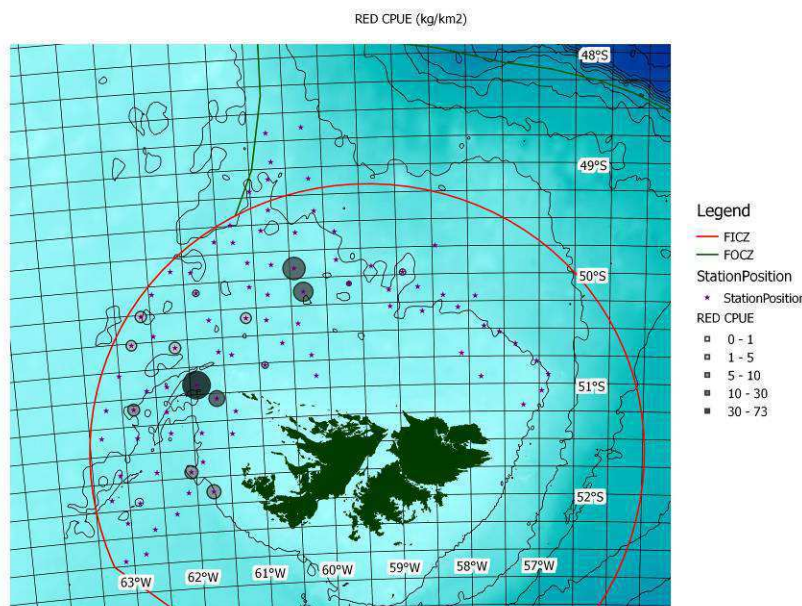 RED CPUE (kg/km2)
48°S
49°S
50°S
51°S
52°S
63°W
62°W
61°W
60°W
59°W
58°W
57°W
Legend
FICZ
FOCZ
StationPosition
StationPosition
RED CPUE
0 - 1
1 - 5
5 - 10
10 - 30
30 - 73